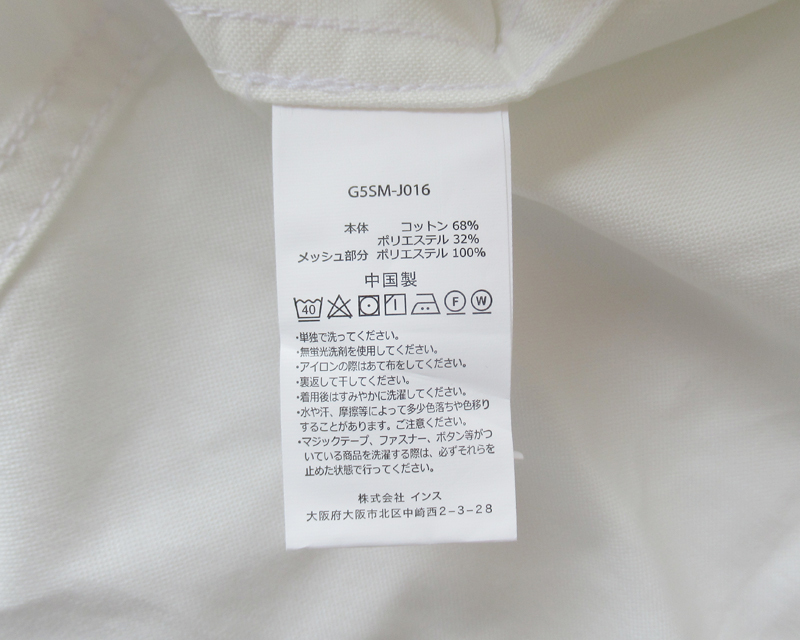 G5SM-J016
本体 コットン 68%
ポリエステル 32%
メッシュ部分 ポリエステル 100%
中国製
40 F W
・単独で洗ってください。
・無蛍光洗剤を使用してください。
・アイロンの際はあて布をしてください。
・裏返して干してください。
・着用後はすみやかに洗濯してください。
・水や汗、摩擦等によって多少色落ちや色移り
することがあります。ご注意ください。
・マジックテープ、ファスナー、ボタン等がつ
いている商品を洗濯する際は、必ずそれらを
止めた状態で行ってください。
株式会社 インス
大阪府大阪市北区中崎西2-3-28